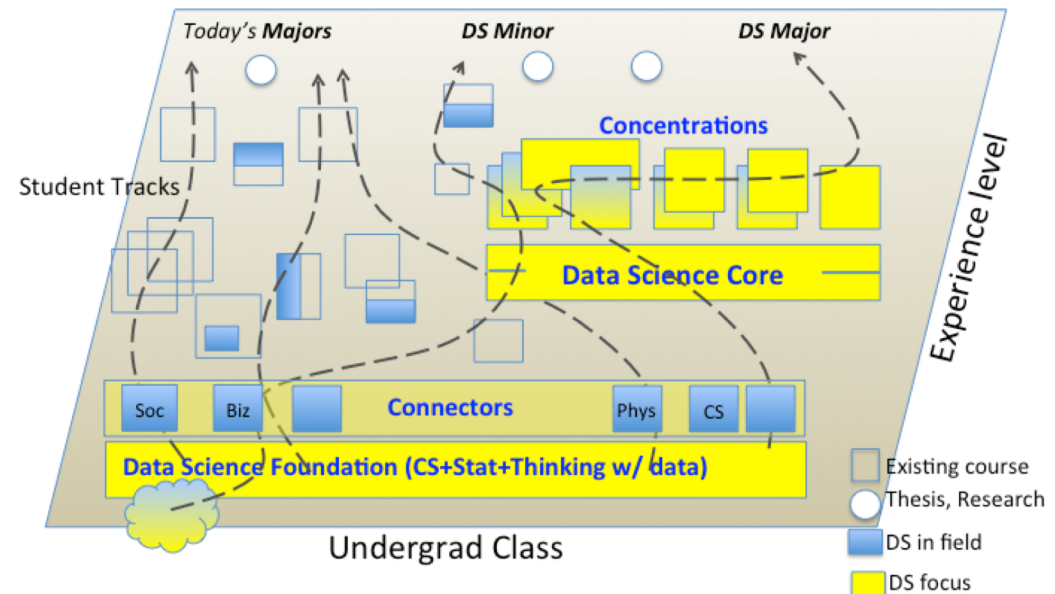 Today's Majors
DS Minor
DS Major
Concentrations
Student Tracks
Experience level
Data Science Core
Soc
Biz
Connectors
Phys
CS
Data Science Foundation (CS+Stat+Thinking w/ data)
Undergrad Class
Existing course
Thesis, Research
DS in field
DS focus